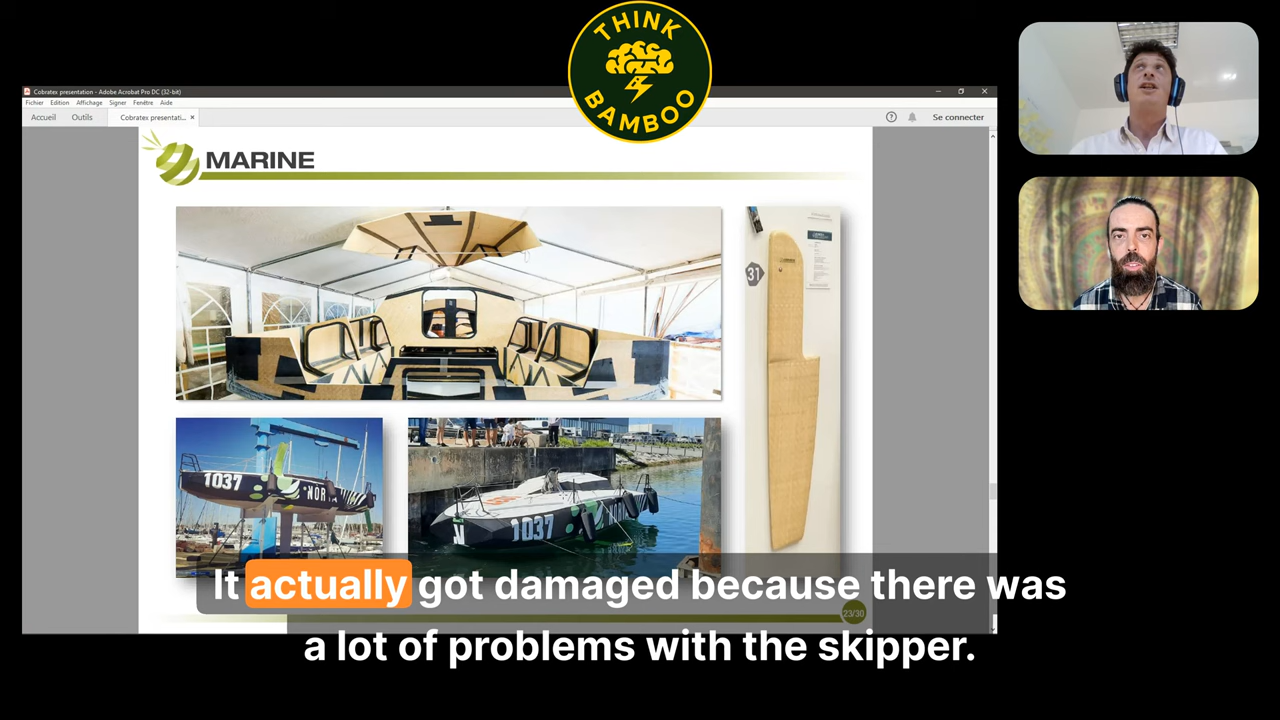 THINK
BAMBOO
Cobratex presentation - Adobe Acrobat Pro DC (32-bit)
Fichier Edition Affichage Signer Fenêtre Aide
Accueil Outils Cobratex presentati... × Se connecter
MARINE
31
1037
NOR
1037
23/30
It actually got damaged because there was
a lot of problems with the skipper.